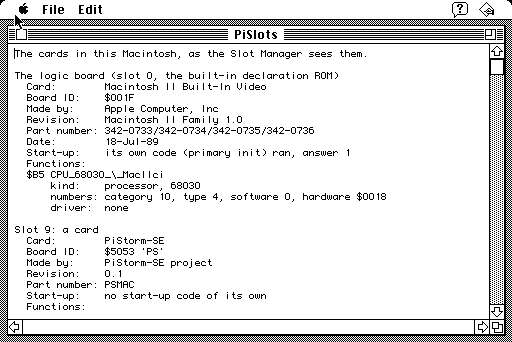 File Edit
PiSlots
The cards in this Macintosh, as the Slot Manager sees them.
The logic board (slot 0, the built-in declaration ROM)
Card: Macintosh II Built-In Video
Board ID: $001F
Made by: Apple Computer, Inc
Revision: Macintosh II Family 1.0
Part number: 342-0733/342-0734/342-0735/342-0736
Date: 18-Jul-89
Start-up: its own code (primary init) ran, answer 1
Functions:
$B5 CPU_68030_\_MacIIci
kind: processor, 68030
numbers: category 10, type 4, software 0, hardware $0018
driver: none
Slot 9: a card
Card: PiStorm-SE
Board ID: $5053 'PS'
Made by: PiStorm-SE project
Revision: 0.1
Part number: PSMAC
Start-up: no start-up code of its own
Functions: